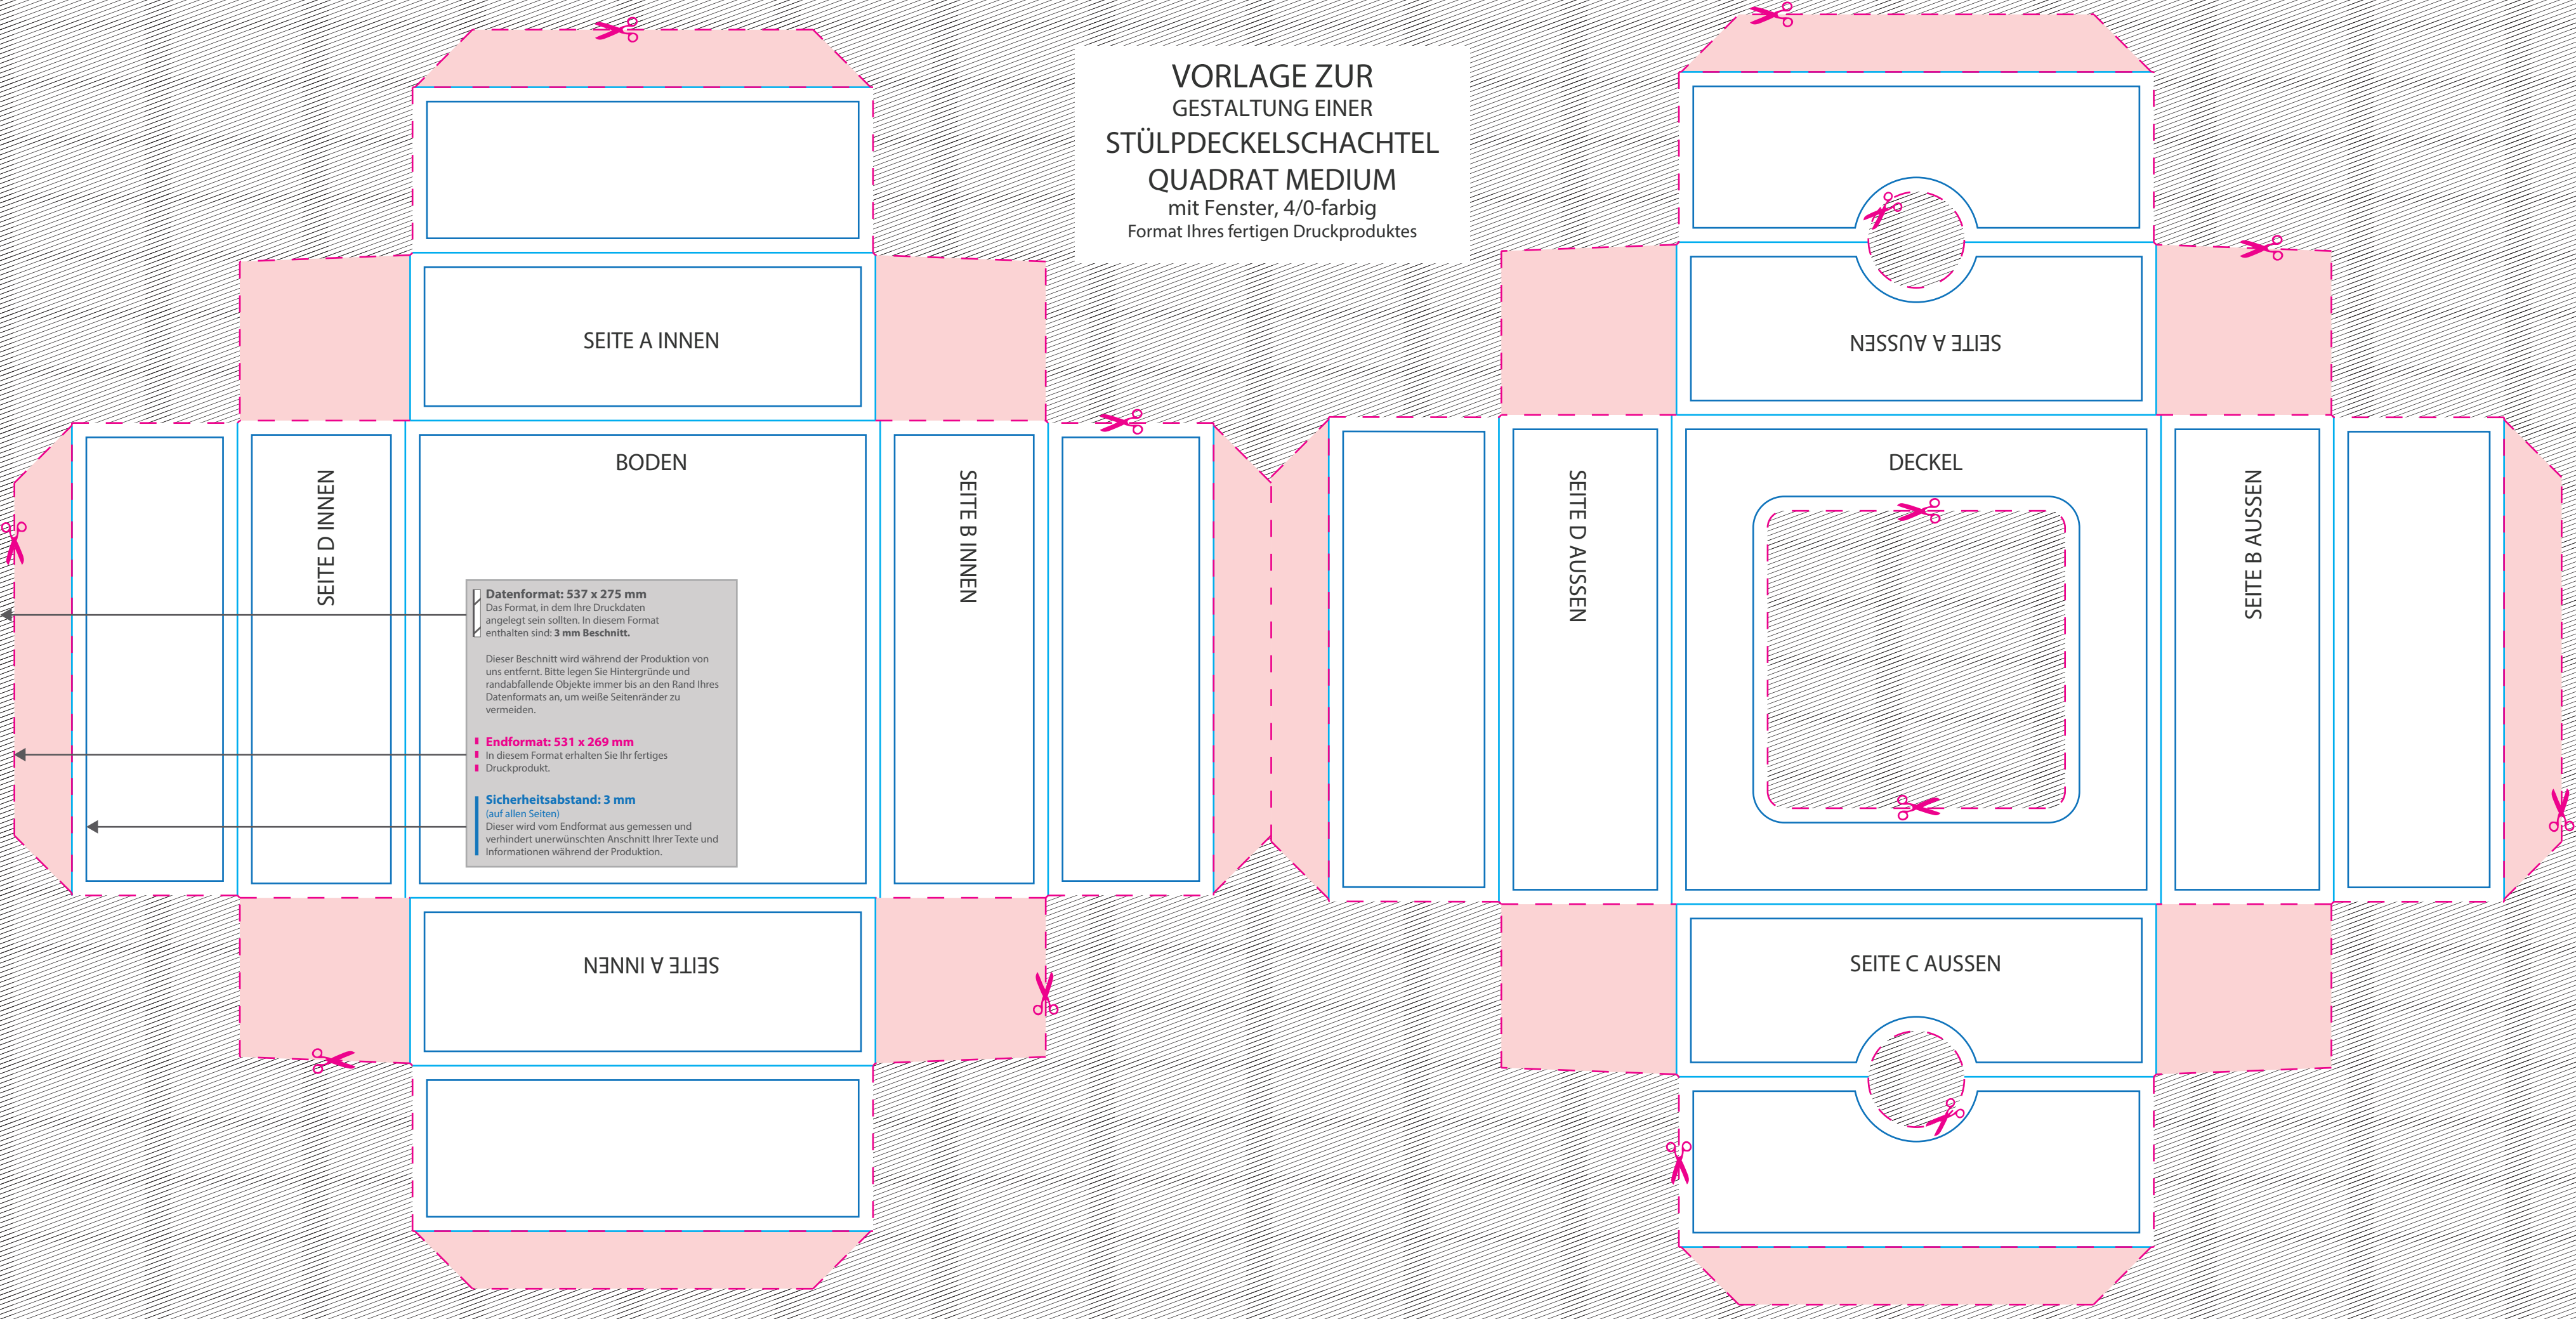 VORLAGE ZUR
GESTALTUNG EINER
STÜLPDECKELSCHACHTEL
QUADRAT MEDIUM
mit Fenster, 4/0-farbig
Format Ihres fertigen Druckproduktes
SEITE A INNEN
BODEN
SEITE D INNEN
SEITE B INNEN
Datenformat: 537 x 275 mm
Das Format, in dem Ihre Druckdaten
angelegt sein sollten. In diesem Format
enthalten sind: 3 mm Beschnitt.
Dieser Beschnitt wird während der Produktion von
uns entfernt. Bitte legen Sie Hintergründe und
randabfallende Objekte immer bis an den Rand Ihres
Datenformats an, um weiße Seitenränder zu
vermeiden.
Endformat: 531 x 269 mm
In diesem Format erhalten Sie Ihr fertiges
Druckprodukt.
Sicherheitsabstand: 3 mm
(auf allen Seiten)
Dieser wird vom Endformat aus gemessen und
verhindert unerwünschten Anschnitt Ihrer Texte und
Informationen während der Produktion.
SEITE A INNEN
SEITE A AUSSEN
DECKEL
SEITE D AUSSEN
SEITE B AUSSEN
SEITE C AUSSEN